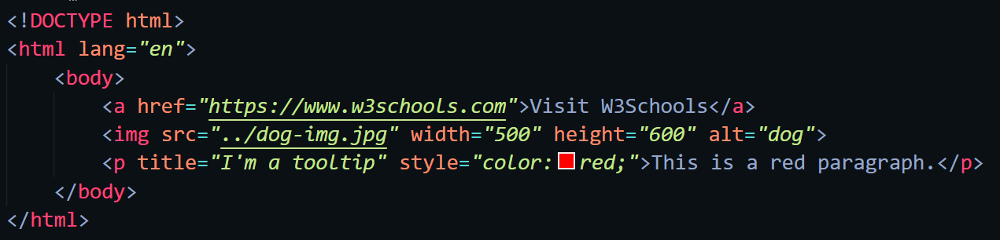 <!DOCTYPE html>
<html lang="en">
    <body>
        <a href="https://www.w3schools.com">Visit W3Schools</a>
        <img src="../dog-img.jpg" width="500" height="600" alt="dog">
        <p title="I'm a tooltip" style="color:red;">This is a red paragraph.</p>
    </body>
</html>